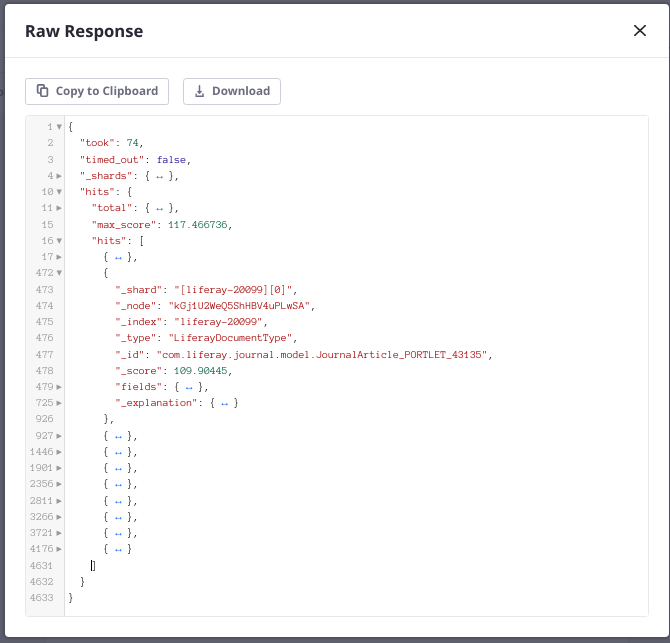 Raw Response
Copy to Clipboard
Download
1 {
2 "took": 74,
3 "timed_out": false,
4 "_shards": { ↔ },
10 "hits": {
11 "total": { ↔ },
15 "max_score": 117.466736,
16 "hits": [
17 { ↔ },
472 {
473 "_shard": "[liferay-20099][0]",
474 "_node": "kGj1U2WeQ5ShHBV4uPLwSA",
475 "_index": "liferay-20099",
476 "_type": "LiferayDocumentType",
477 "_id": "com.liferay.journal.model.JournalArticle_PORTLET_43135",
478 "_score": 109.90445,
479 "fields": { ↔ },
725 "_explanation": { ↔ }
926 },
927 { ↔ },
1446 { ↔ },
1901 { ↔ },
2356 { ↔ },
2811 { ↔ },
3266 { ↔ },
3721 { ↔ },
4176 { ↔ }
4631 ]
4632 }
4633 }